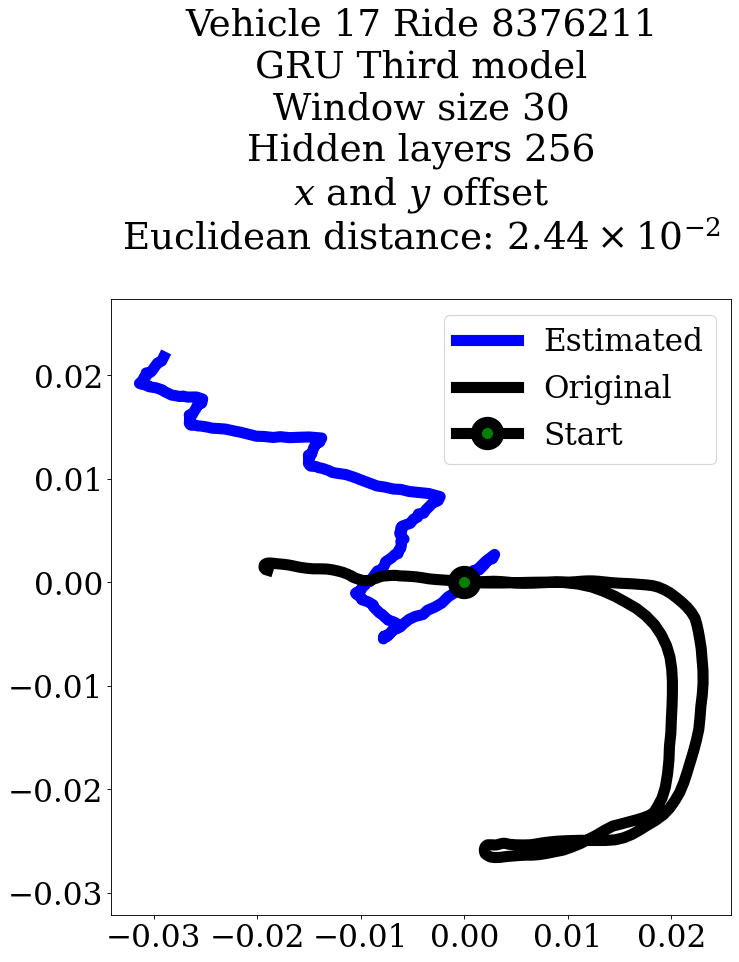 Vehicle 17 Ride 8376211
GRU Third model
Window size 30
Hidden layers 256
x and y offset
Euclidean distance: 2.44 × 10⁻²
Estimated
Original
Start
0.02
0.01
0.00
−0.01
−0.02
−0.03
−0.03 −0.02 −0.01 0.00 0.01 0.02